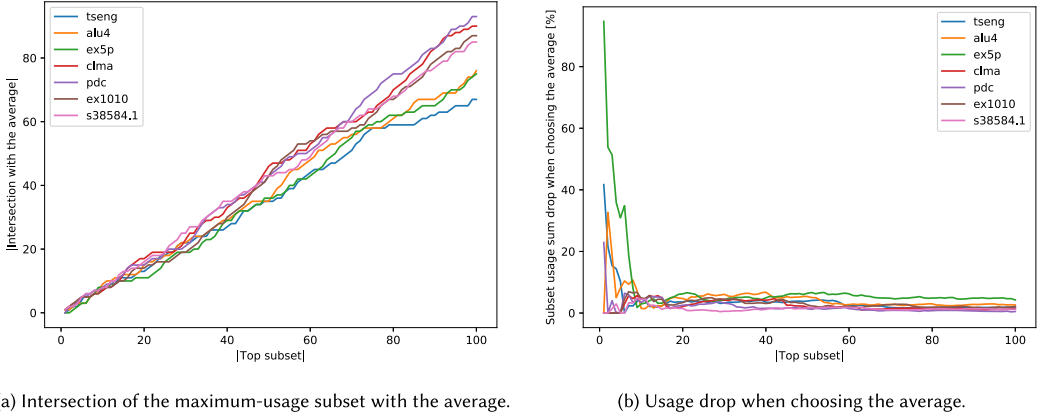 tseng
alu4
ex5p
clma
pdc
ex1010
s38584.1
|Intersection with the average|
80
60
40
20
0
0 20 40 60 80 100
|Top subset|
a) Intersection of the maximum-usage subset with the average.
tseng
alu4
ex5p
clma
pdc
ex1010
s38584.1
Subset usage sum drop when choosing the average [%]
80
60
40
20
0
0 20 40 60 80 100
|Top subset|
(b) Usage drop when choosing the average.